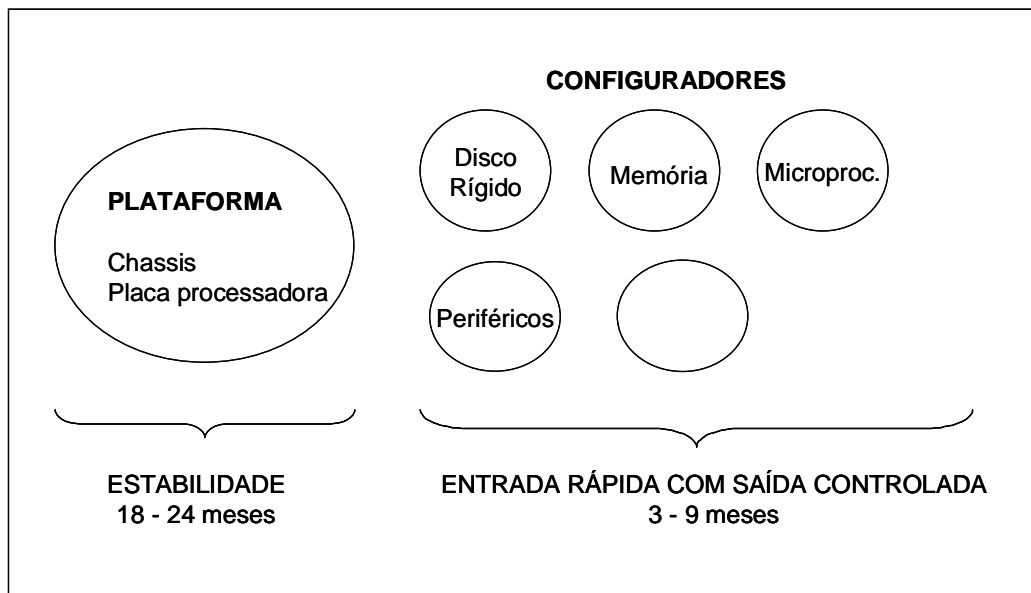 CONFIGURADORES
PLATAFORMA
Chassis
Placa processadora
Disco
Rígido
Memória
Microproc.
Periféricos
ESTABILIDADE
18 - 24 meses
ENTRADA RÁPIDA COM SAÍDA CONTROLADA
3 - 9 meses